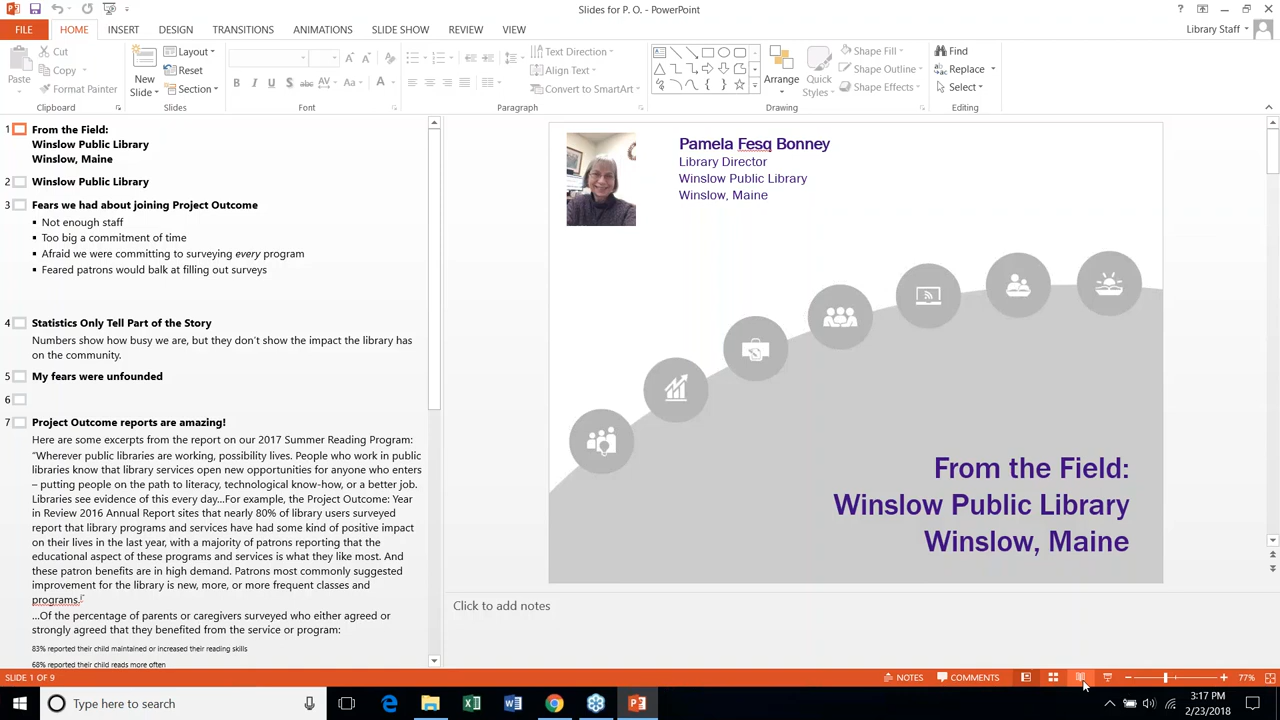 Slides for P. O. - PowerPoint
?
FILE
HOME
INSERT
DESIGN
TRANSITIONS
ANIMATIONS
SLIDE SHOW
REVIEW
VIEW
Library Staff
Paste
Cut
Copy
Format Painter
Clipboard
New
Slide
Layout
Reset
Section
Slides
B I U S abc AV Aa A
Font
Text Direction
Align Text
Convert to SmartArt
Paragraph
Arrange
Quick
Styles
Shape Fill
Shape Outline
Shape Effects
Drawing
Find
Replace
Select
Editing
1 From the Field:
Winslow Public Library
Winslow, Maine
2 Winslow Public Library
3 Fears we had about joining Project Outcome
▪ Not enough staff
▪ Too big a commitment of time
▪ Afraid we were committing to surveying every program
▪ Feared patrons would balk at filling out surveys
4 Statistics Only Tell Part of the Story
Numbers show how busy we are, but they don't show the impact the library has
on the community.
5 My fears were unfounded
6
7 Project Outcome reports are amazing!
Here are some excerpts from the report on our 2017 Summer Reading Program:
"Wherever public libraries are working, possibility lives. People who work in public
libraries know that library services open new opportunities for anyone who enters
– putting people on the path to literacy, technological know-how, or a better job.
Libraries see evidence of this every day...For example, the Project Outcome: Year
in Review 2016 Annual Report sites that nearly 80% of library users surveyed
report that library programs and services have had some kind of positive impact
on their lives in the last year, with a majority of patrons reporting that the
educational aspect of these programs and services is what they like most. And
these patron benefits are in high demand. Patrons most commonly suggested
improvement for the library is new, more, or more frequent classes and
programs."
...Of the percentage of parents or caregivers surveyed who either agreed or
strongly agreed that they benefited from the service or program:
83% reported their child maintained or increased their reading skills
68% reported their child reads more often
Pamela Fesq Bonney
Library Director
Winslow Public Library
Winslow, Maine
From the Field:
Winslow Public Library
Winslow, Maine
Click to add notes
SLIDE 1 OF 9
NOTES
COMMENTS
77%
Type here to search
3:17 PM
2/23/2018